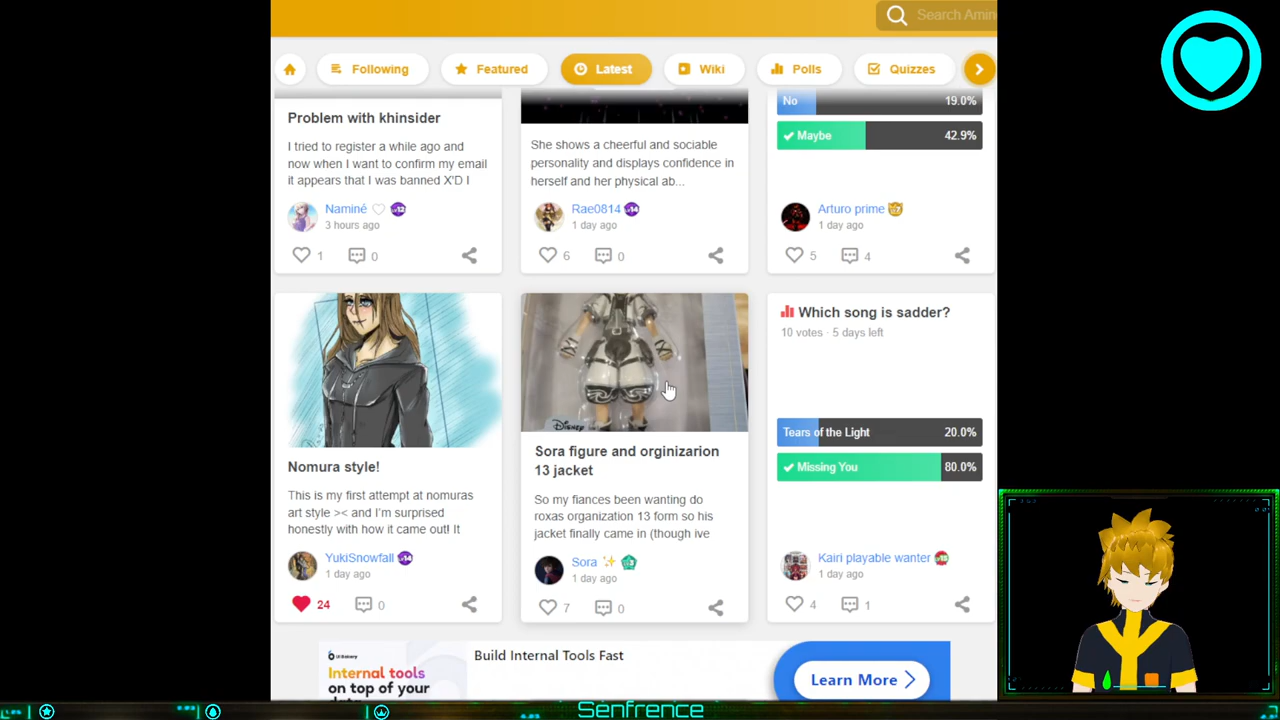 Search Amin
Following
Featured
Latest
Wiki
Polls
Quizzes
Problem with khinsider
I tried to register a while ago and
now when I want to confirm my email
it appears that I was banned X'D I
Naminé
Lv12
3 hours ago
1
0
She shows a cheerful and sociable
personality and displays confidence in
herself and her physical ab...
Rae0814
Lv14
1 day ago
6
0
No 19.0%
Maybe 42.9%
Arturo prime
1 day ago
5
4
Nomura style!
This is my first attempt at nomuras
art style >< and I'm surprised
honestly with how it came out! It
YukiSnowfall
Lv14
1 day ago
24
0
DISNEY
Sora figure and orginizarion
13 jacket
So my fiances been wanting do
roxas organization 13 form so his
jacket finally came in (though ive
Sora
1 day ago
7
0
Which song is sadder?
10 votes · 5 days left
Tears of the Light 20.0%
Missing You 80.0%
Kairi playable wanter
1 day ago
4
1
UI Bakery
Internal tools
on top of your
Build Internal Tools Fast
Learn More
Senfrence